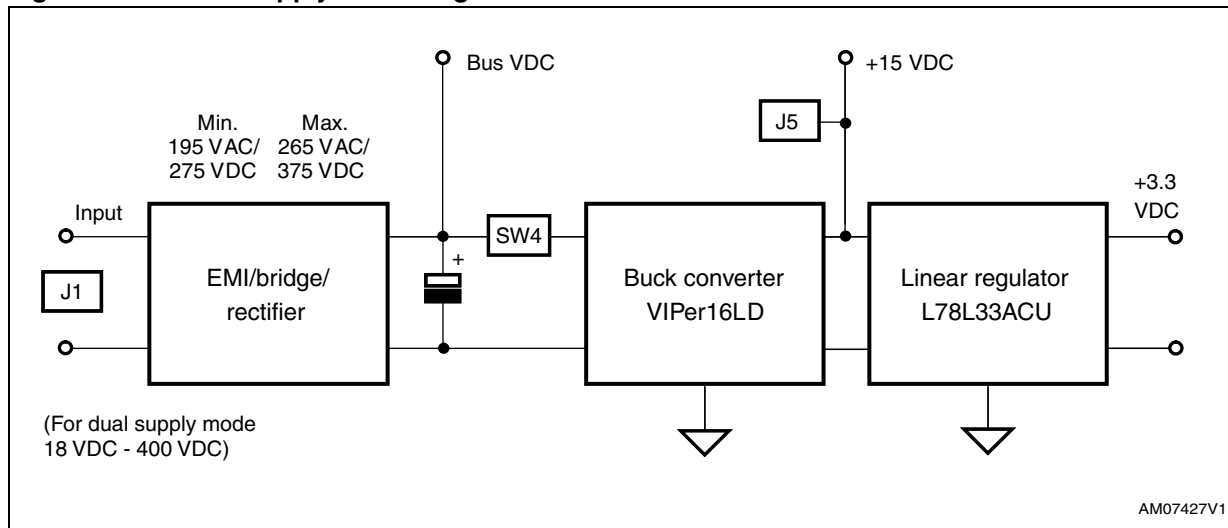 Bus VDC
+15 VDC
J5
Min. Max.
195 VAC/ 265 VAC/
275 VDC 375 VDC
+3.3
VDC
Input
SW4
+
J1
EMI/bridge/
rectifier
Buck converter
VIPer16LD
Linear regulator
L78L33ACU
(For dual supply mode
18 VDC - 400 VDC)
AM07427V1